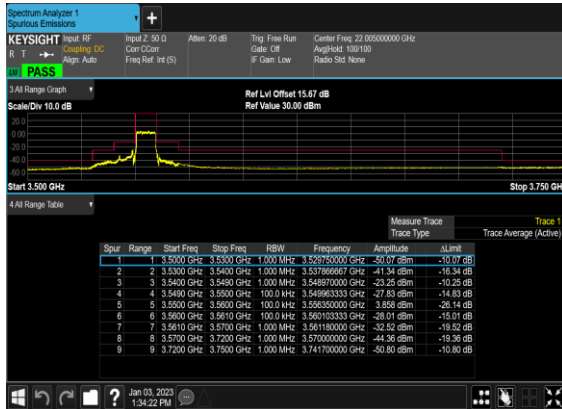 Spectrum Analyzer 1
Spurious Emissions
+
KEYSIGHT Input: RF Input Z: 50 Ω Atten: 20 dB Trig: Free Run Center Freq: 22.005000000 GHz
R T Coupling: DC Corr CCorr Gate: Off Avg|Hold: 100/100
Align: Auto Freq Ref: Int (S) IF Gain: Low Radio Std: None
PASS
3 All Range Graph
Ref Lvl Offset 15.67 dB
Scale/Div 10.0 dB Ref Value 30.00 dBm
20.0
0.00
-20.0
-40.0
-60.0
Start 3.500 GHz Stop 3.750 GHz
4 All Range Table
Measure Trace Trace 1
Trace Type Trace Average (Active)
Spur Range Start Freq Stop Freq RBW Frequency Amplitude ΔLimit
1 1 3.5000 GHz 3.5300 GHz 1.000 MHz 3.529750000 GHz -50.07 dBm -10.07 dB
2 2 3.5300 GHz 3.5400 GHz 1.000 MHz 3.537866667 GHz -41.34 dBm -16.34 dB
3 3 3.5400 GHz 3.5490 GHz 1.000 MHz 3.548970000 GHz -23.25 dBm -10.25 dB
4 4 3.5490 GHz 3.5500 GHz 100.0 kHz 3.549963333 GHz -27.83 dBm -14.83 dB
5 5 3.5500 GHz 3.5600 GHz 100.0 kHz 3.556350000 GHz 3.858 dBm -26.14 dB
6 6 3.5600 GHz 3.5610 GHz 100.0 kHz 3.560103333 GHz -28.01 dBm -15.01 dB
7 7 3.5610 GHz 3.5700 GHz 1.000 MHz 3.561180000 GHz -32.52 dBm -19.52 dB
8 8 3.5700 GHz 3.7200 GHz 1.000 MHz 3.570000000 GHz -44.36 dBm -19.36 dB
9 9 3.7200 GHz 3.7500 GHz 1.000 MHz 3.741700000 GHz -50.80 dBm -10.80 dB
? Jan 03, 2023
1:34:22 PM